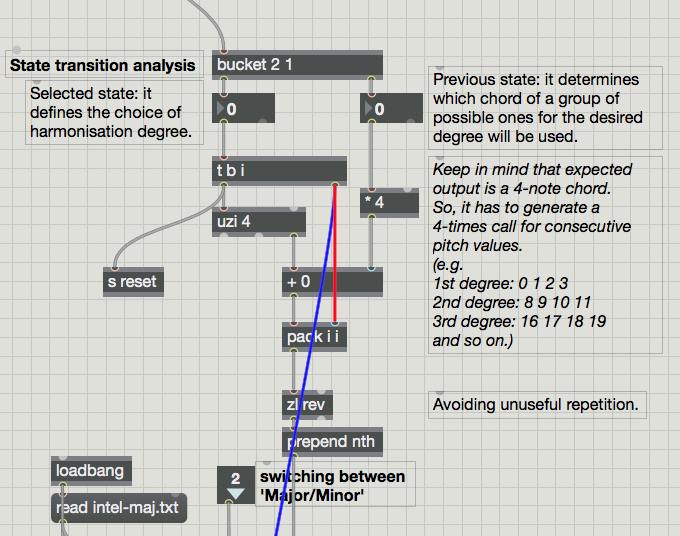 State transition analysis
bucket 2 1
Selected state: it
defines the choice of
harmonisation degree.
0
0
Previous state: it determines
which chord of a group of
possible ones for the desired
degree will be used.
t b i
* 4
uzi 4
Keep in mind that expected
output is a 4-note chord.
So, it has to generate a
4-times call for consecutive
pitch values.
(e.g.
1st degree: 0 1 2 3
2nd degree: 8 9 10 11
3rd degree: 16 17 18 19
and so on.)
s reset
+ 0
pack i i
zl rev
Avoiding unuseful repetition.
prepend nth
loadbang
read intel-maj.txt
2
switching between
'Major/Minor'